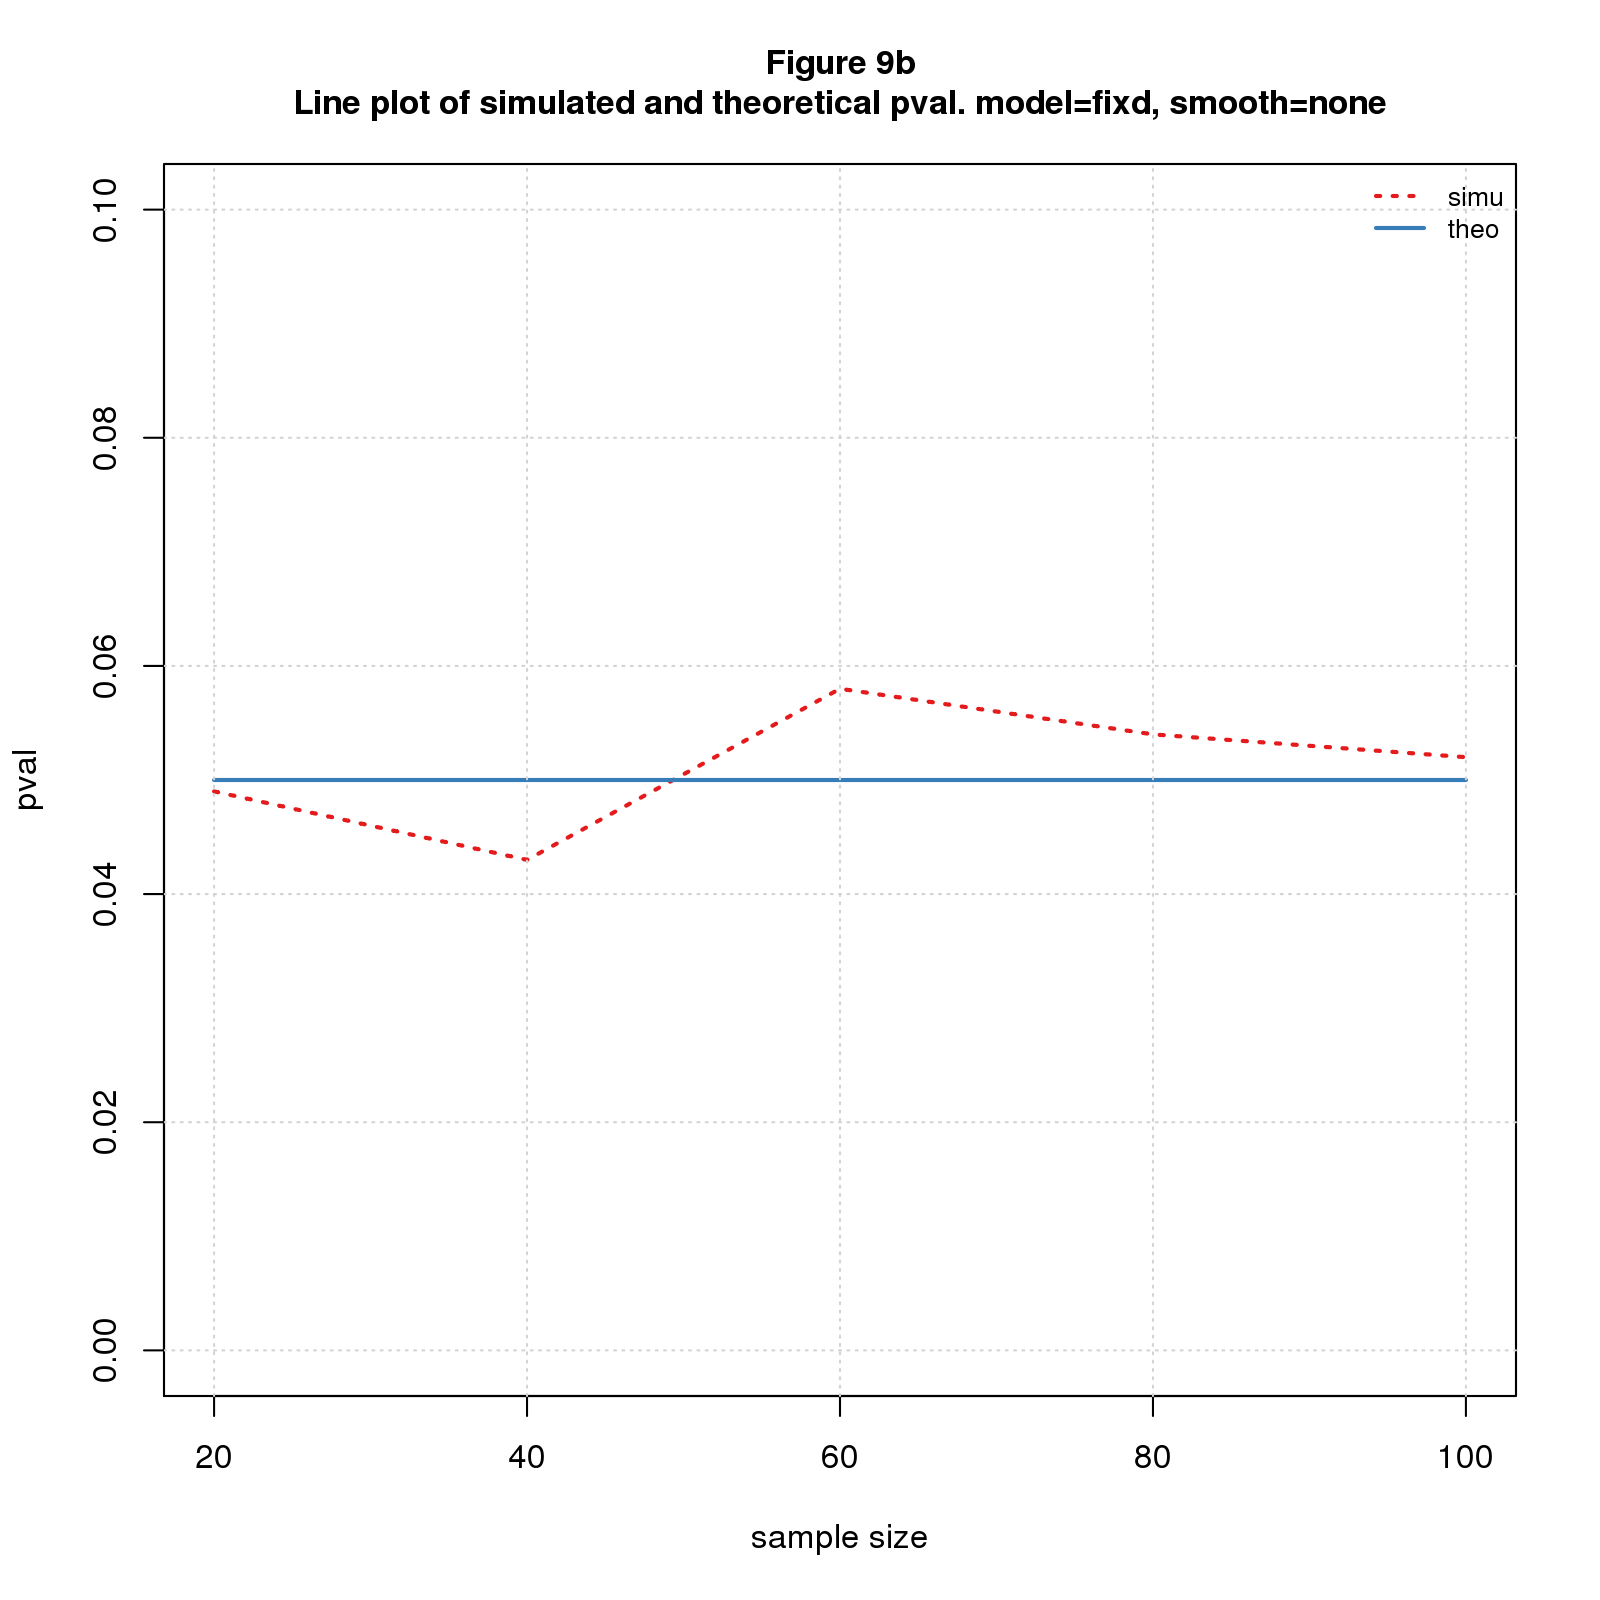 Figure 9b
Line plot of simulated and theoretical pval. model=fixd, smooth=none
simu
theo
0.10
0.08
0.06
0.04
0.02
0.00
pval
20 40 60 80 100
sample size